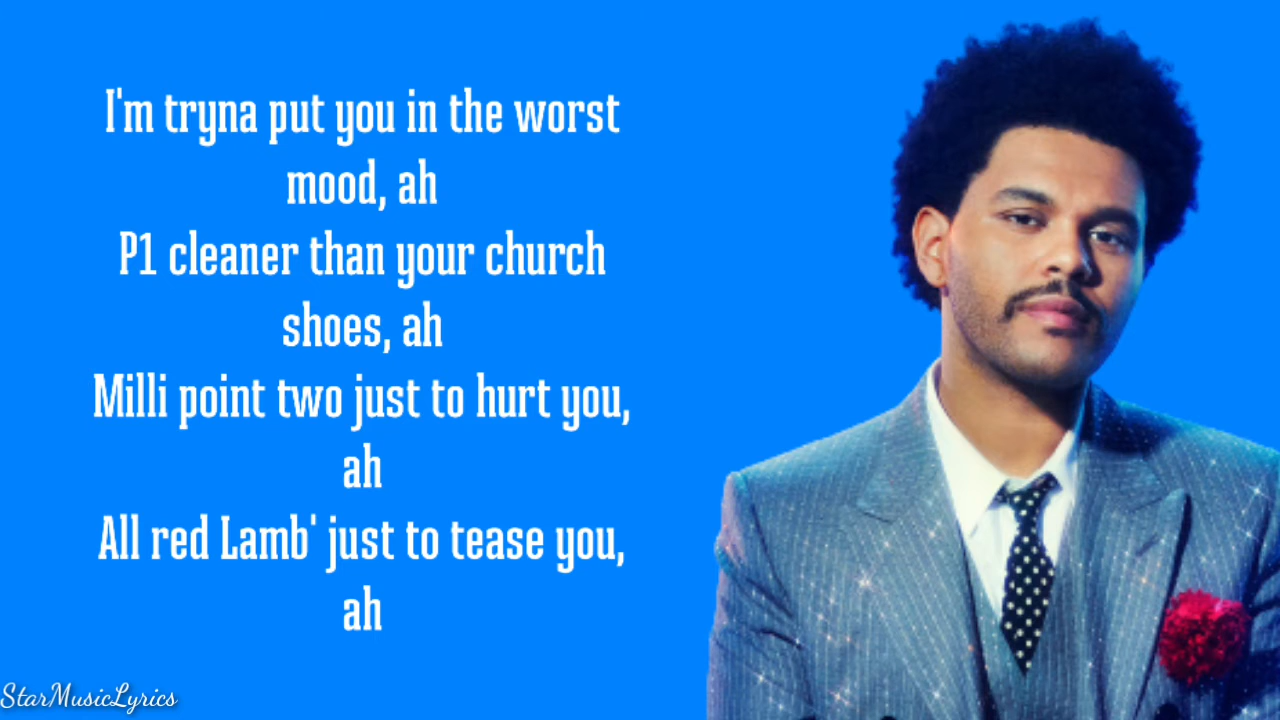 I'm tryna put you in the worst
mood, ah
P1 cleaner than your church
shoes, ah
Milli point two just to hurt you,
ah
All red Lamb' just to tease you,
ah
StarMusicLyrics